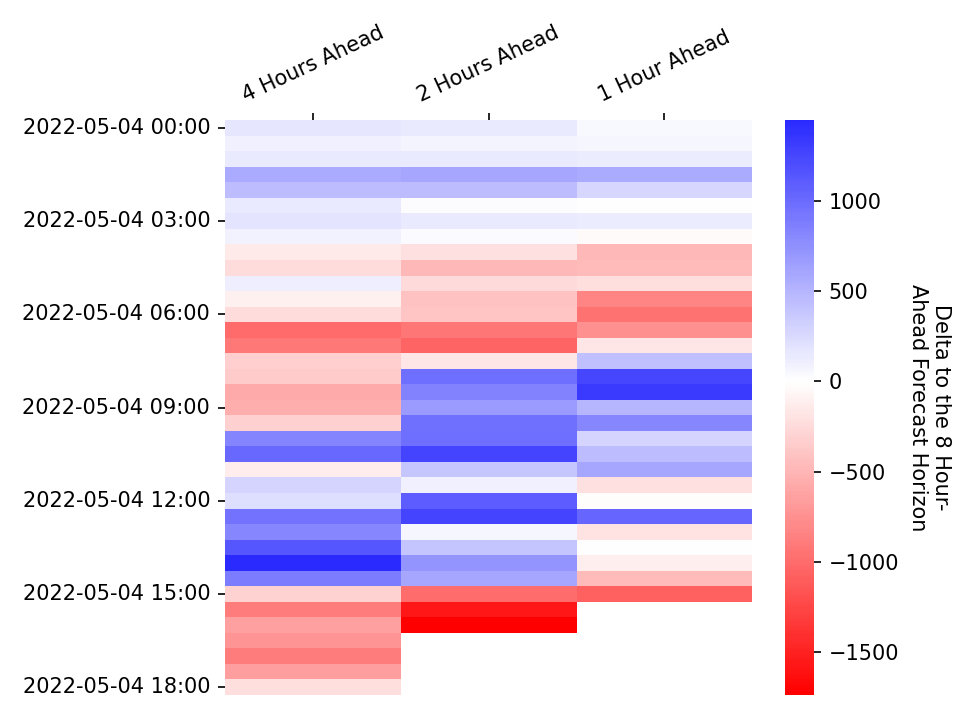 4 Hours Ahead
2 Hours Ahead
1 Hour Ahead
2022-05-04 00:00
2022-05-04 03:00
2022-05-04 06:00
2022-05-04 09:00
2022-05-04 12:00
2022-05-04 15:00
2022-05-04 18:00
1000
500
0
−500
−1000
−1500
Delta to the 8 Hour-
Ahead Forecast Horizon